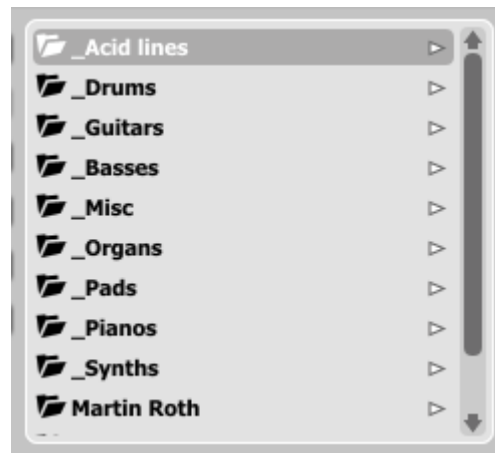 _Acid lines
_Drums
_Guitars
_Basses
_Misc
_Organs
_Pads
_Pianos
_Synths
Martin Roth